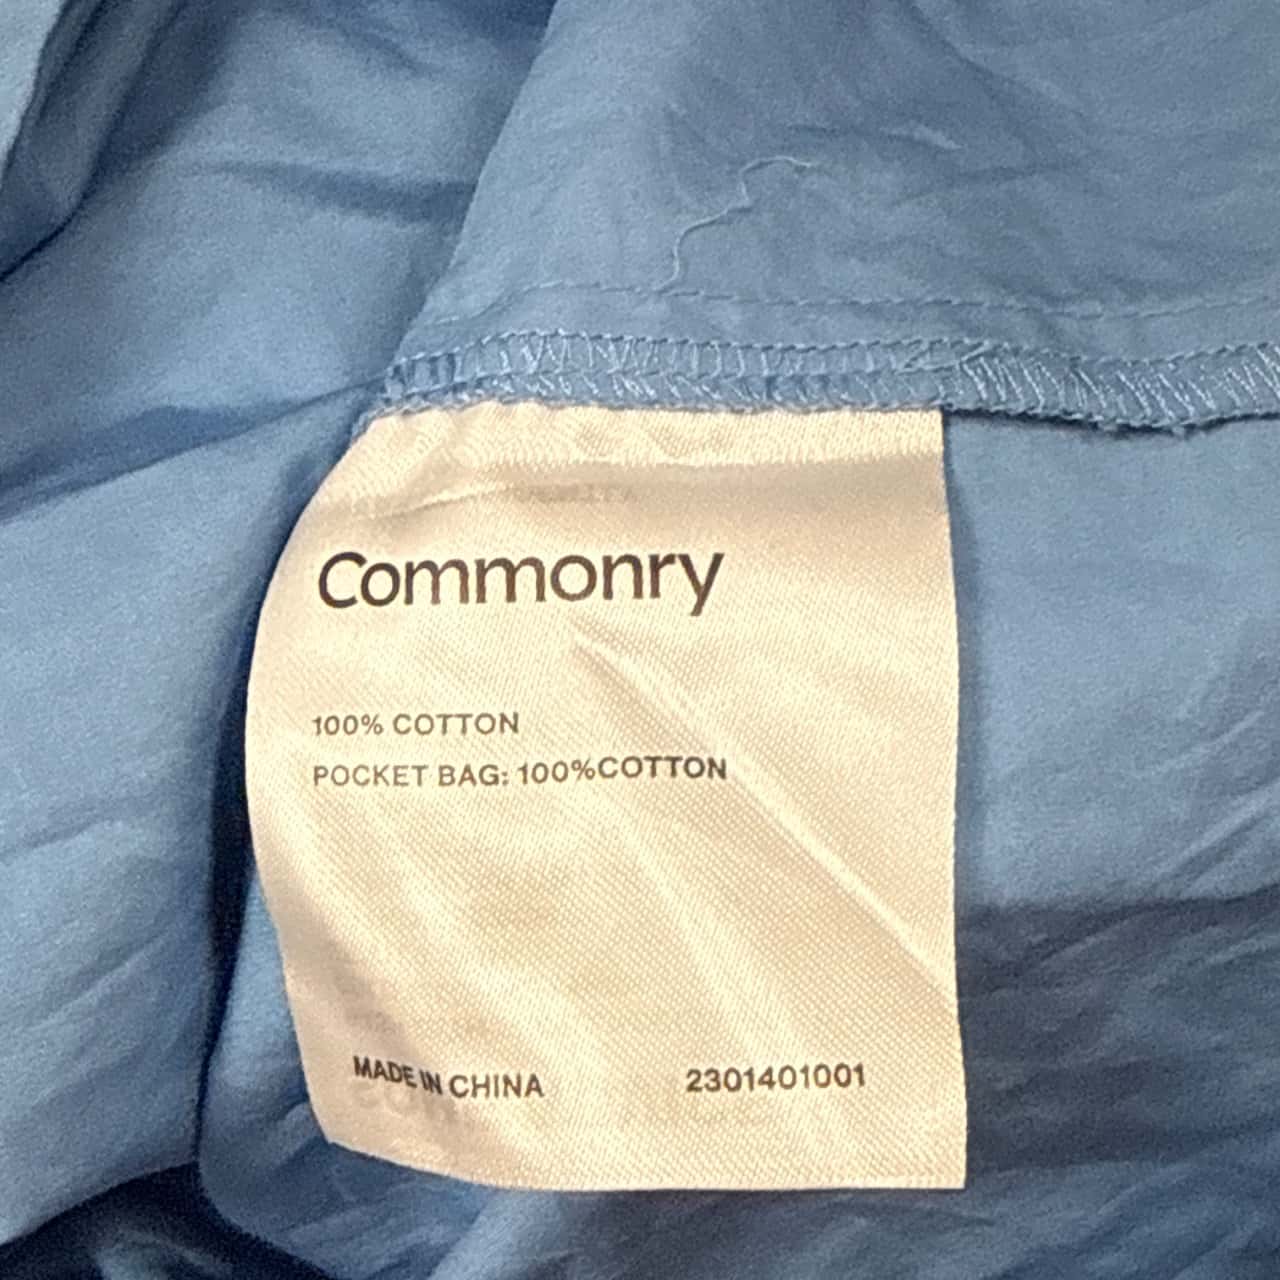 Commonry
100% COTTON
POCKET BAG: 100%COTTON
MADE IN CHINA 2301401001